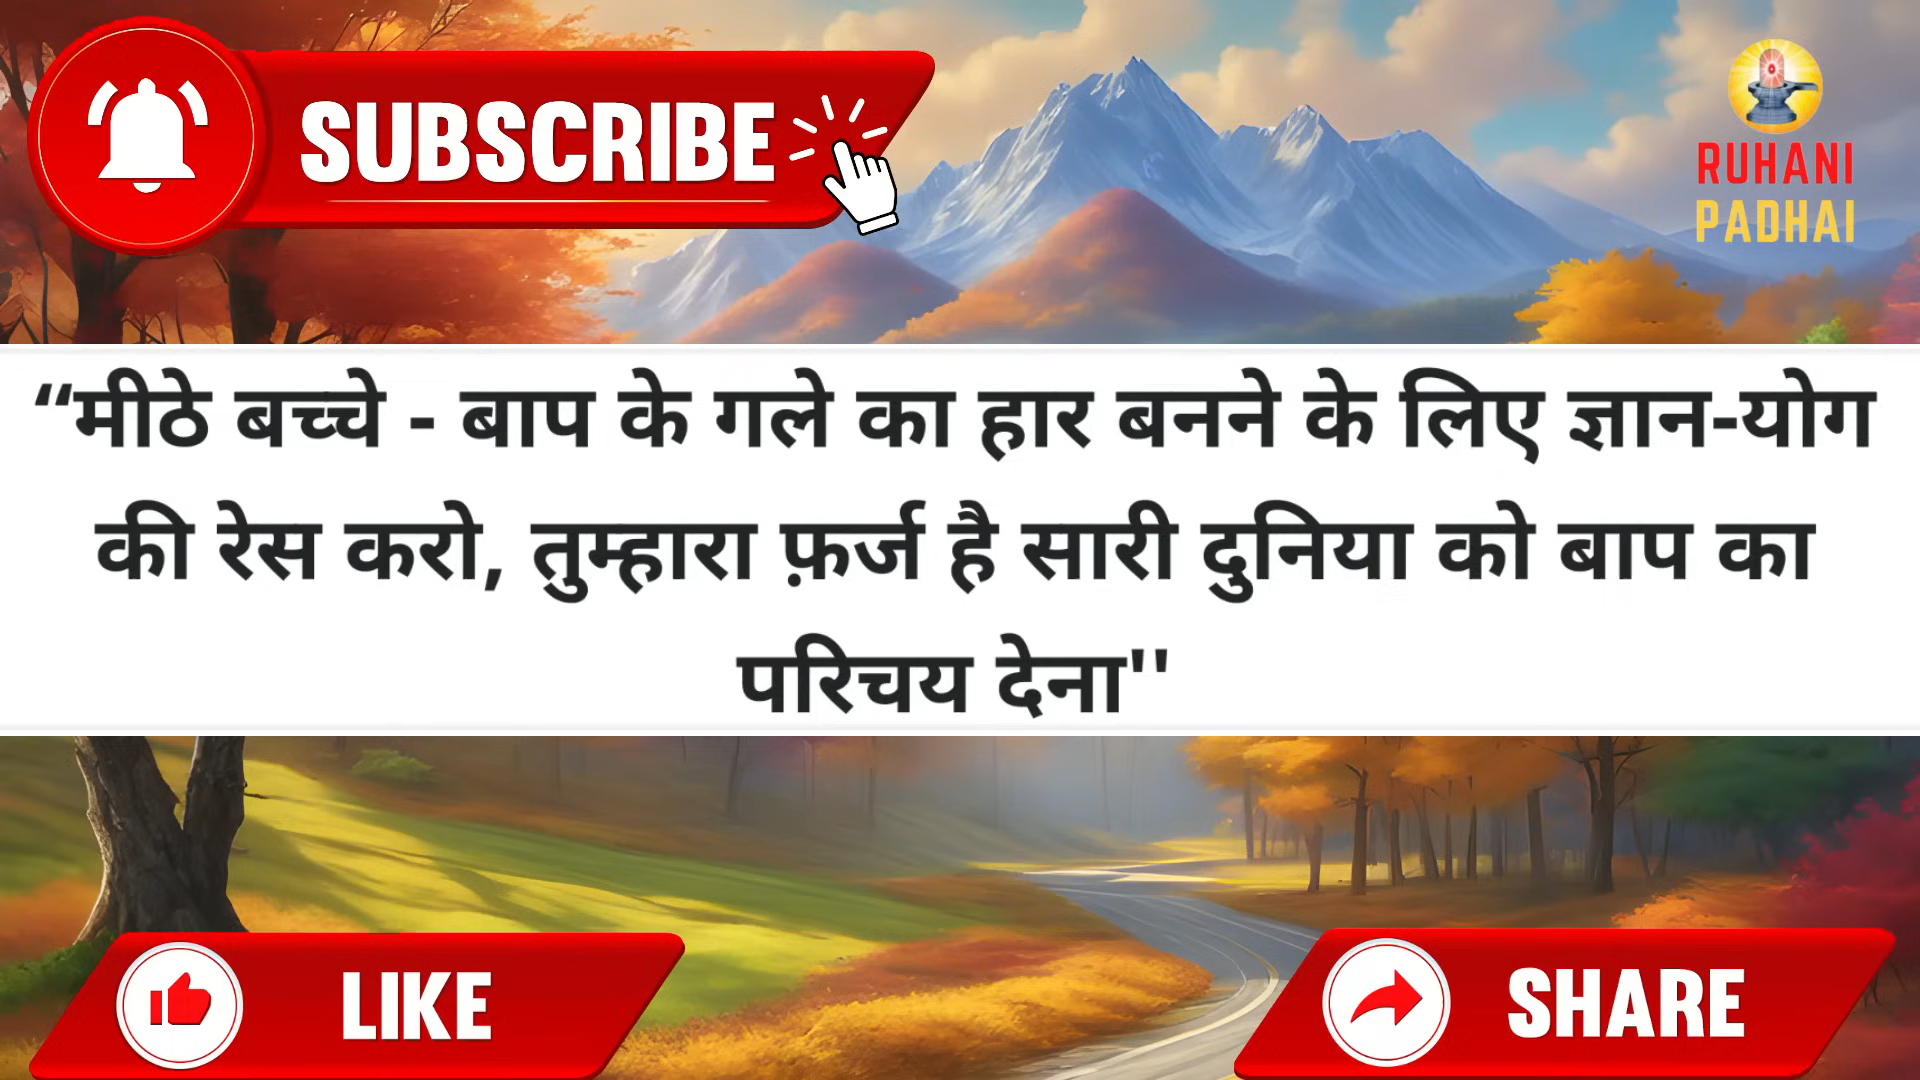 SUBSCRIBE
RUHANI
PADHAI
“मीठे बच्चे - बाप के गले का हार बनने के लिए ज्ञान-योग
की रेस करो, तुम्हारा फ़र्ज है सारी दुनिया को बाप का
परिचय देना''
LIKE
SHARE